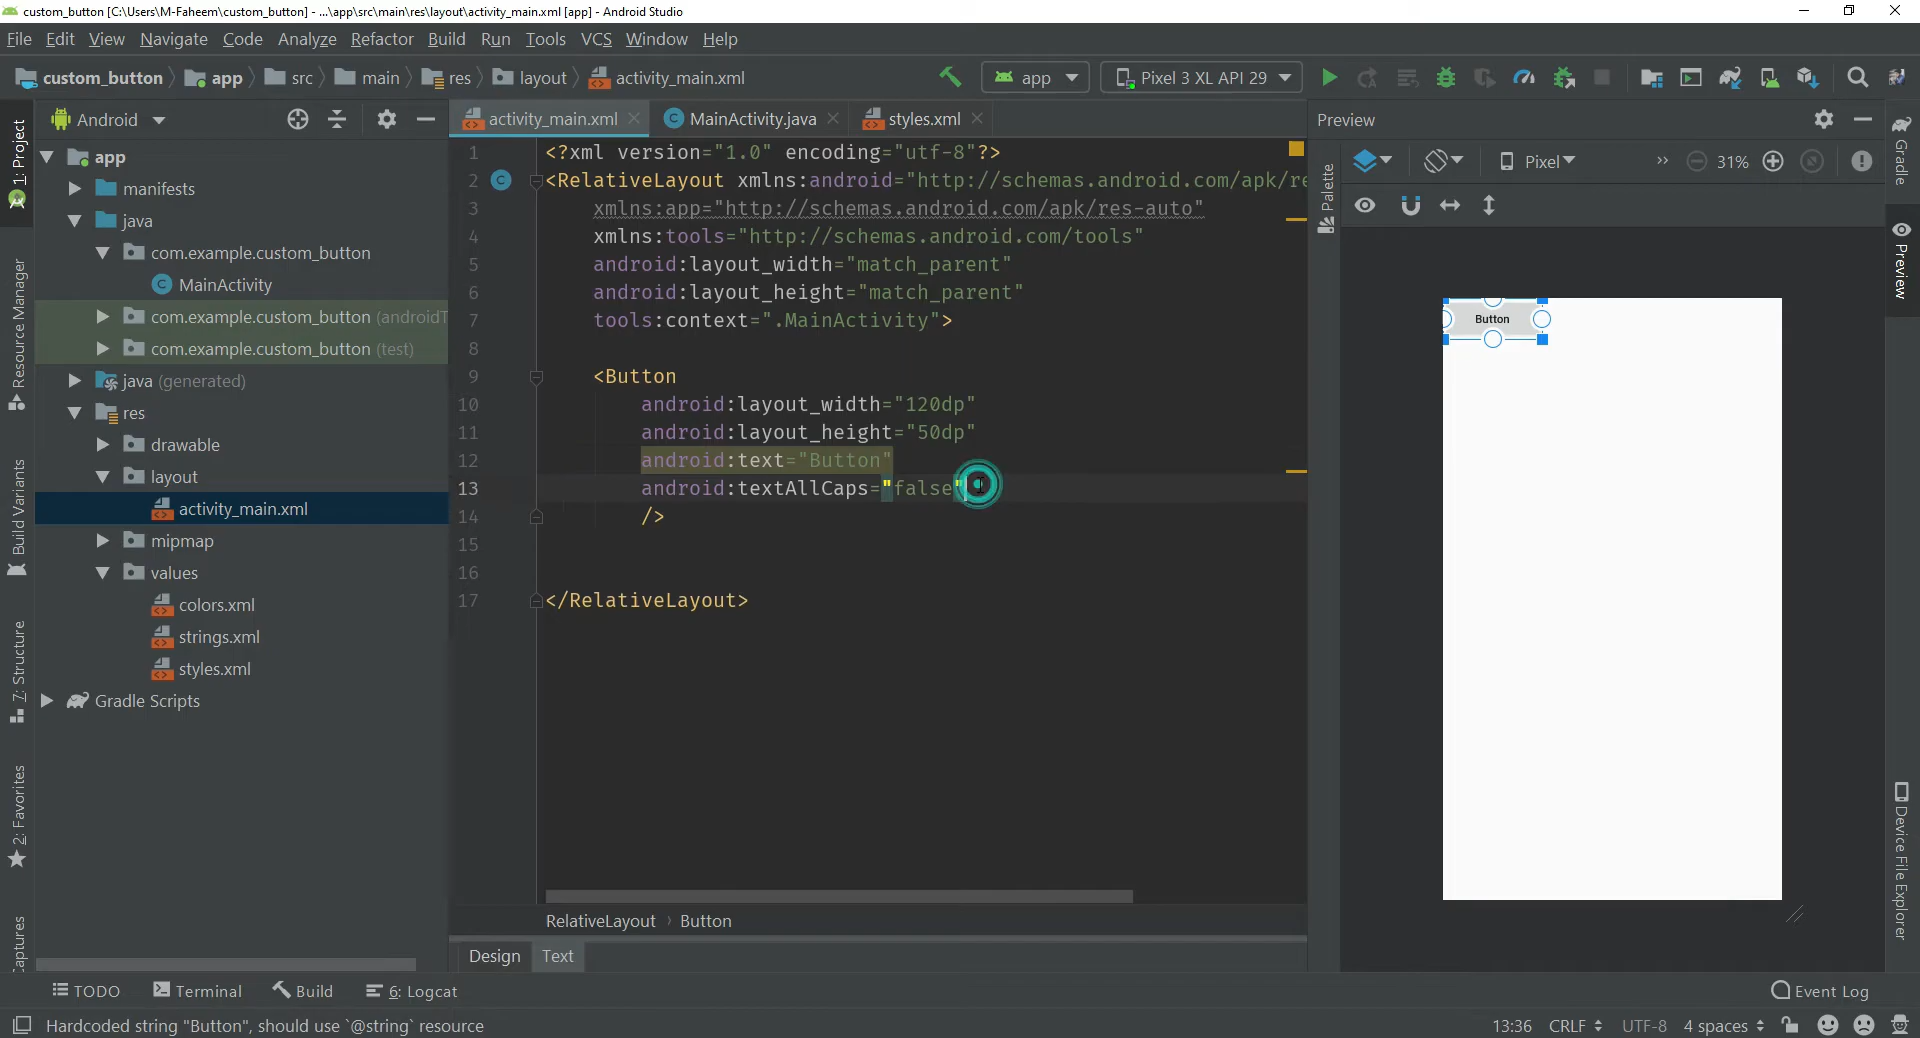 custom_button [C:\Users\M-Faheem\custom_button] - ...\app\src\main\res\layout\activity_main.xml [app] - Android Studio
File Edit View Navigate Code Analyze Refactor Build Run Tools VCS Window Help
custom_button app src main res layout activity_main.xml app Pixel 3 XL API 29
1: Project
Resource Manager
Build Variants
7: Structure
2: Favorites
aptures
Android
app
manifests
java
com.example.custom_button
MainActivity
com.example.custom_button (androidT
com.example.custom_button (test)
java (generated)
res
drawable
layout
activity_main.xml
mipmap
values
colors.xml
strings.xml
styles.xml
Gradle Scripts
activity_main.xml MainActivity.java styles.xml
1 <?xml version="1.0" encoding="utf-8"?>
2 <RelativeLayout xmlns:android="http://schemas.android.com/apk/re
3 xmlns:app="http://schemas.android.com/apk/res-auto"
4 xmlns:tools="http://schemas.android.com/tools"
5 android:layout_width="match_parent"
6 android:layout_height="match_parent"
7 tools:context=".MainActivity">
8
9 <Button
10 android:layout_width="120dp"
11 android:layout_height="50dp"
12 android:text="Button"
13 android:textAllCaps="false"
14 />
15
16
17 </RelativeLayout>
RelativeLayout › Button
Design Text
Preview
Palette
Pixel >> 31%
Button
Gradle
Preview
Device File Explorer
TODO Terminal Build 6: Logcat Event Log
Hardcoded string "Button", should use `@string` resource 13:36 CRLF UTF-8 4 spaces